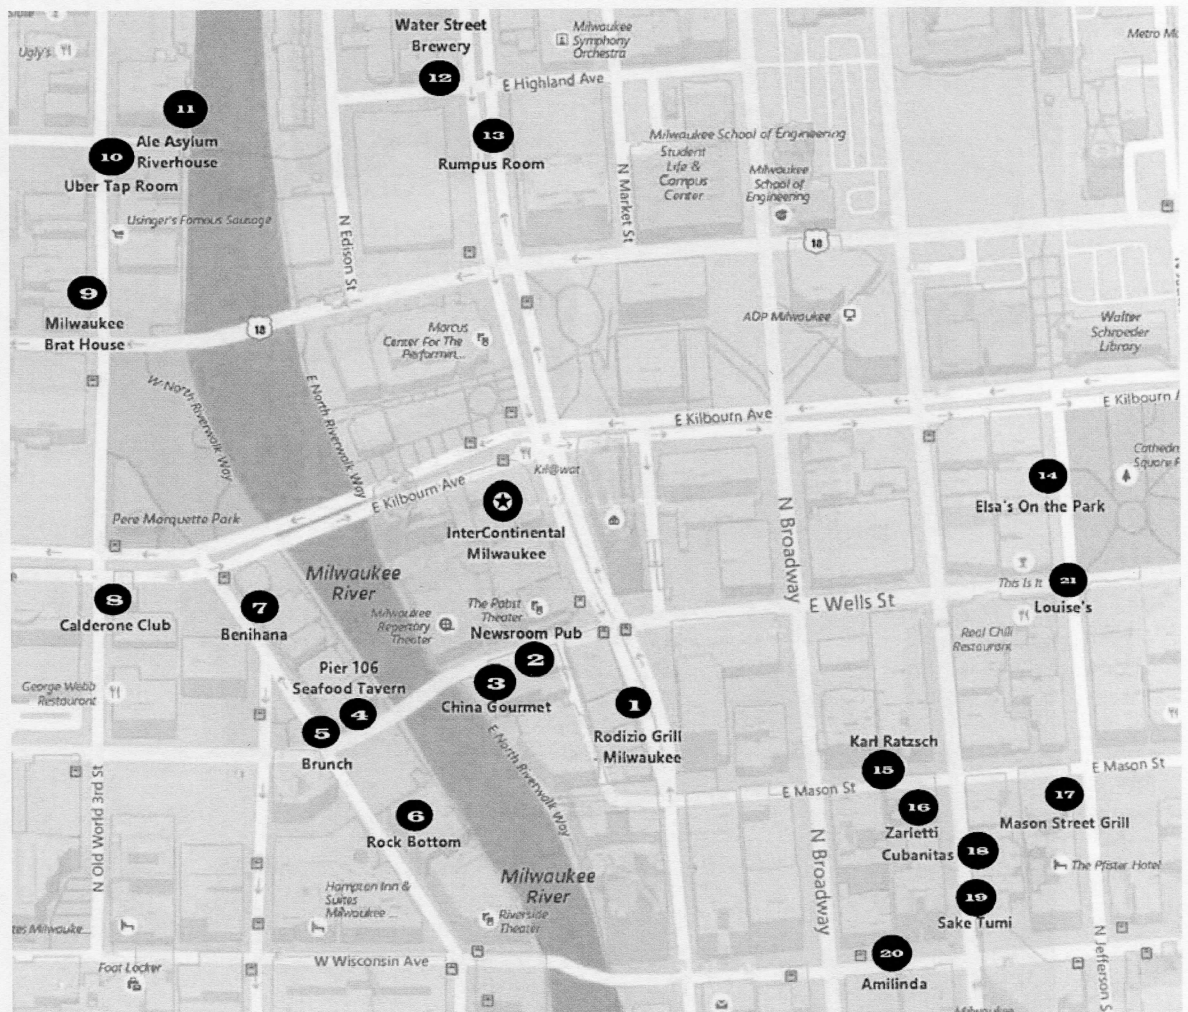 Water Street
Brewery
12
Milwaukee
Symphony
Orchestra
Ugly's
E Highland Ave
11
Ale Asylum
Riverhouse
10
Uber Tap Room
13
Rumpus Room
Milwaukee School of Engineering
Student
Life &
Campus
Center
Milwaukee
School of
Engineering
N Market St
Usinger's Famous Sausage
N Edison St
18
9
Milwaukee
Brat House
18
Marcus
Center For The
Performin...
ADP Milwaukee
Walter
Schroeder
Library
W North Riverwalk Way
E North Riverwalk Way
E Kilbourn Ave
E Kilbourn A
Kil@wat
E Kilbourn Ave
14
Elsa's On the Park
Cathedr
Square P
InterContinental
Milwaukee
Pere Marquette Park
N Broadway
Milwaukee
River
This Is It
21
Louise's
8
Calderone Club
7
Benihana
Milwaukee
Repertory
Theater
The Pabst
Theater
Newsroom Pub
2
E Wells St
Real Chili
Restaurant
Pier 106
Seafood Tavern
4
3
China Gourmet
George Webb
Restaurant
5
Brunch
1
Rodizio Grill
Milwaukee
E North Riverwalk Way
Karl Ratzsch
15
E Mason St
E Mason St
16
Zarletti
17
Mason Street Grill
N Old World 3rd St
6
Rock Bottom
Cubanitas
18
The Pfister Hotel
N Broadway
Milwaukee
River
19
Sake Tumi
Hampton Inn &
Suites
Milwaukee ...
Riverside
Theater
tes Milwauke...
N Jefferson S
Foot Locker
W Wisconsin Ave
20
Amilinda
Milwaukee